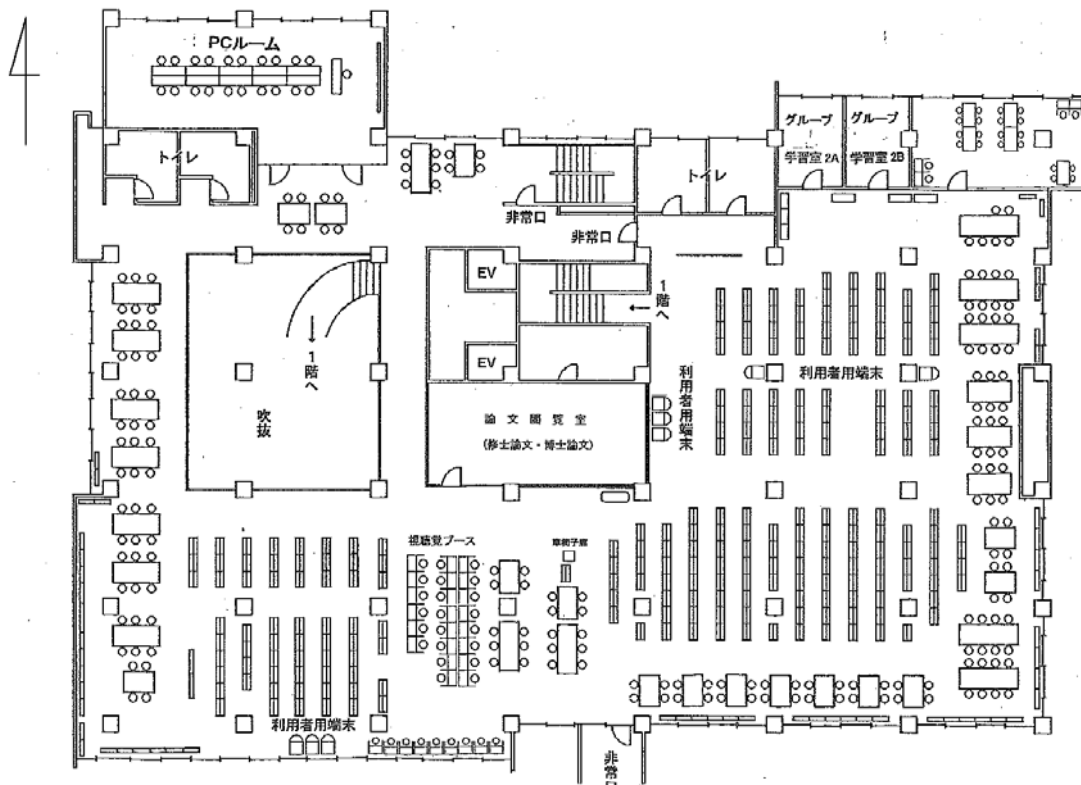 PCルーム
トイレ
グループ
学習室 2A
グループ
学習室 2B
トイレ
非常口
非常口
EV
1階へ
1階へ
EV
吹抜
利用者用端末
利用者用端末
論文閲覧室
(修士論文・博士論文)
視聴覚ブース
利用者用端末
非常口